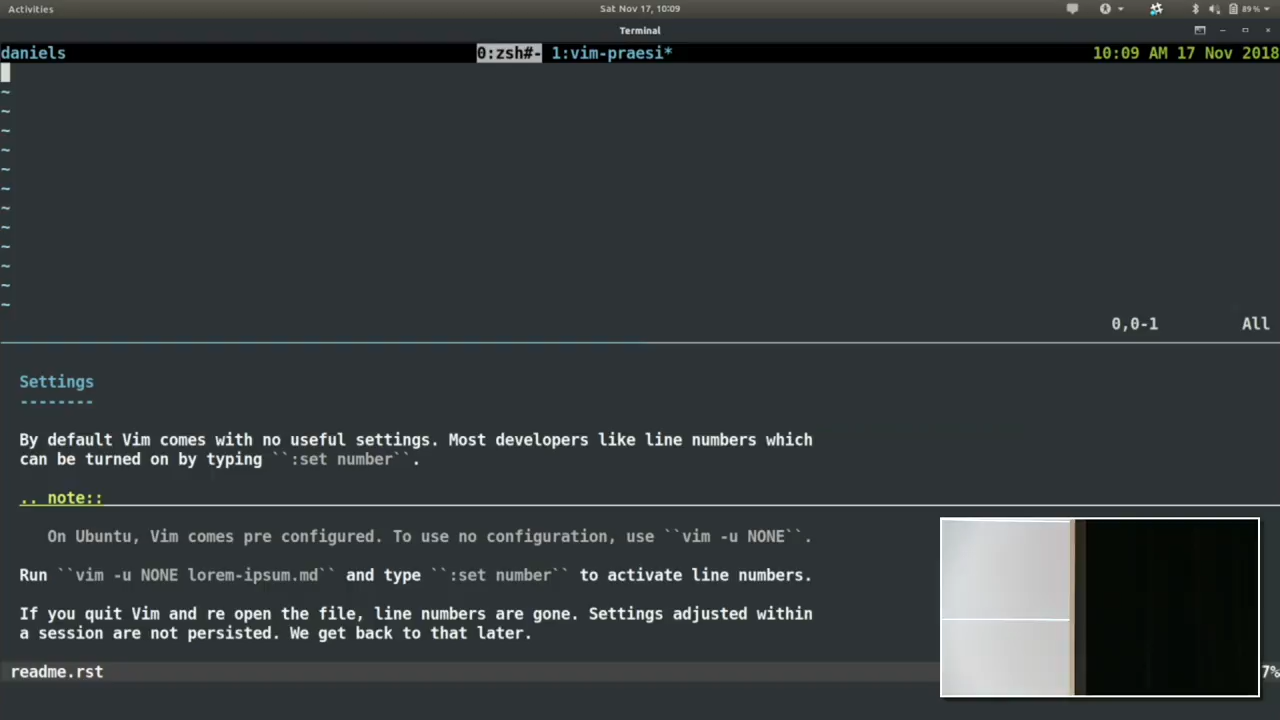 Activities
Sat Nov 17, 10:09
89 %
Terminal
daniels 0:zsh#- 1:vim-praesi* 10:09 AM 17 Nov 2018
~
~
~
~
~
~
~
~
~
~
~
~
0,0-1 All
Settings
--------
By default Vim comes with no useful settings. Most developers like line numbers which
can be turned on by typing ``:set number``.
.. note::
On Ubuntu, Vim comes pre configured. To use no configuration, use ``vim -u NONE``.
Run ``vim -u NONE lorem-ipsum.md`` and type ``:set number`` to activate line numbers.
If you quit Vim and re open the file, line numbers are gone. Settings adjusted within
a session are not persisted. We get back to that later.
readme.rst 7%